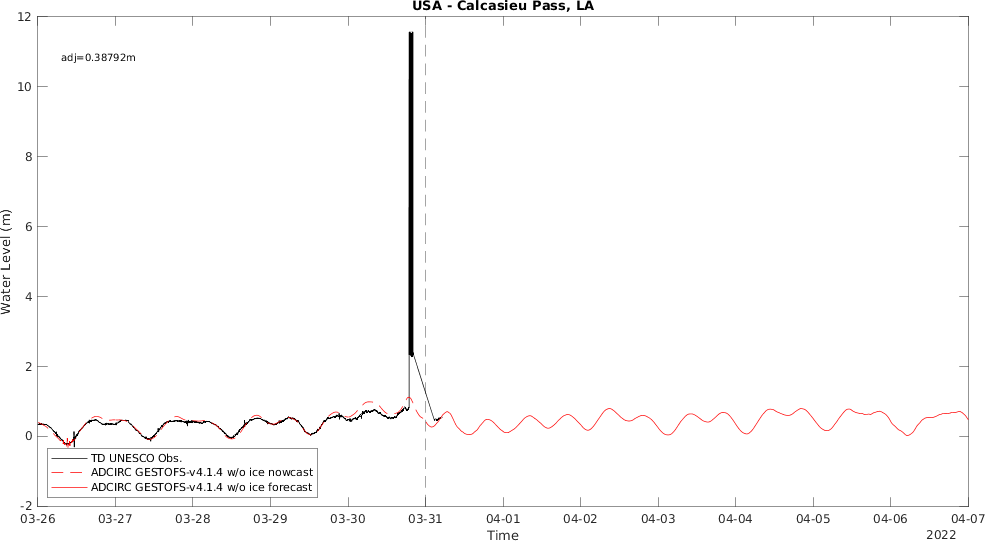 USA - Calcasieu Pass, LA
adj=0.38792m
Water Level (m)
12
10
8
6
4
2
0
-2
TD UNESCO Obs.
ADCIRC GESTOFS-v4.1.4 w/o ice nowcast
ADCIRC GESTOFS-v4.1.4 w/o ice forecast
03-26 03-27 03-28 03-29 03-30 03-31 04-01 04-02 04-03 04-04 04-05 04-06 04-07
Time
2022